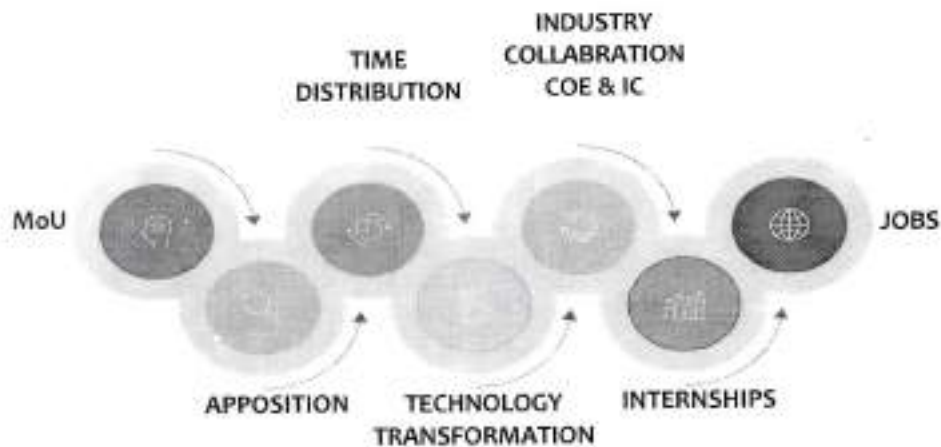 INDUSTRY
COLLABRATION
COE & IC
TIME
DISTRIBUTION
MoU
JOBS
APPOSITION
TECHNOLOGY
TRANSFORMATION
INTERNSHIPS